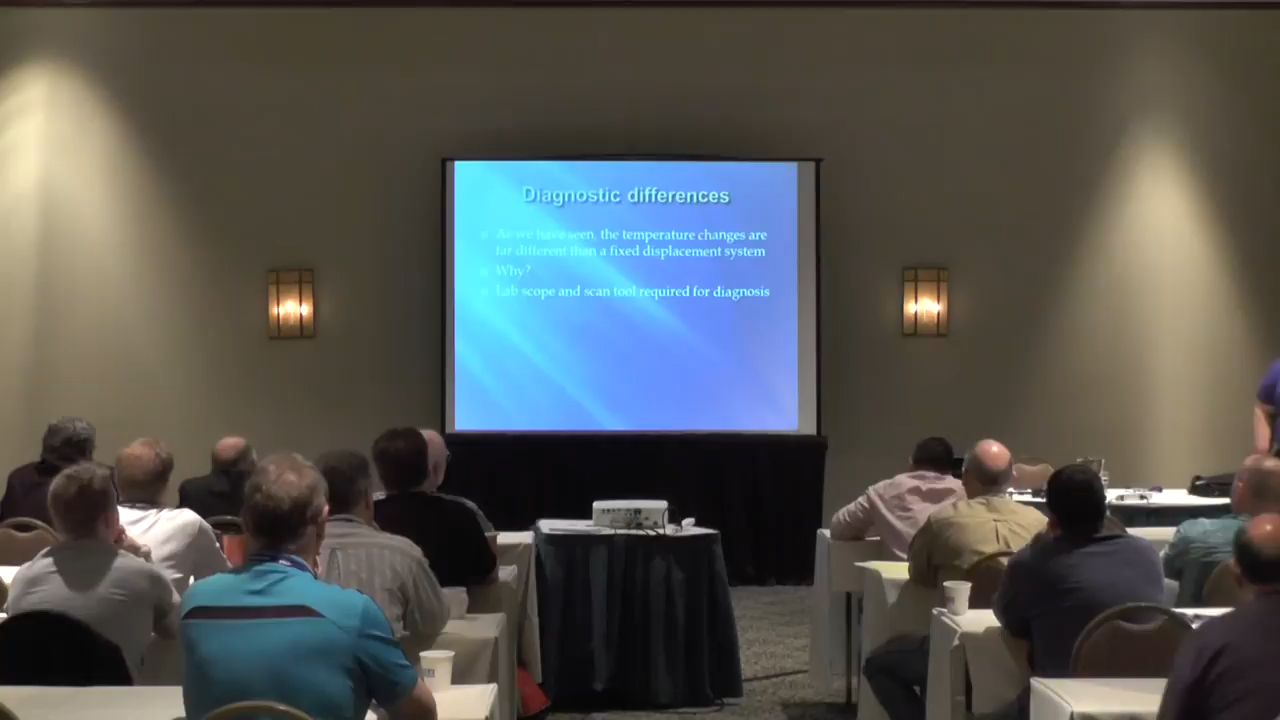 Diagnostic differences
As we have seen, the temperature changes are
far different than a fixed displacement system
Why?
Lab scope and scan tool required for diagnosis